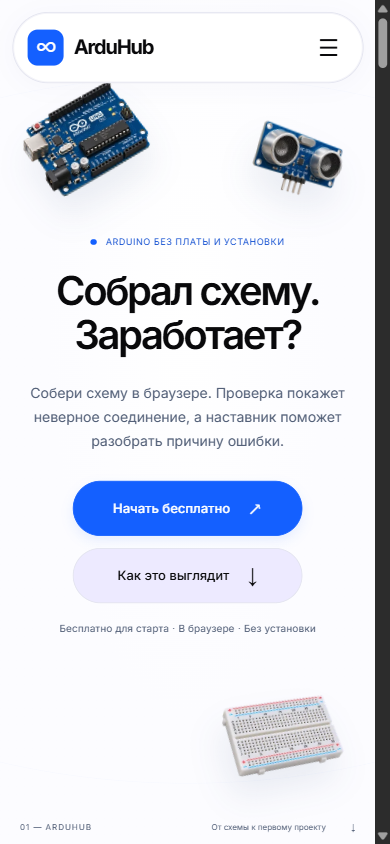 ArduHub
ARDUINO БЕЗ ПЛАТЫ И УСТАНОВКИ
Собрал схему.
Заработает?
Собери схему в браузере. Проверка покажет
неверное соединение, а наставник поможет
разобрать причину ошибки.
Начать бесплатно ↗
Как это выглядит ↓
Бесплатно для старта · В браузере · Без установки
01 — ARDUHUB
От схемы к первому проекту ↓